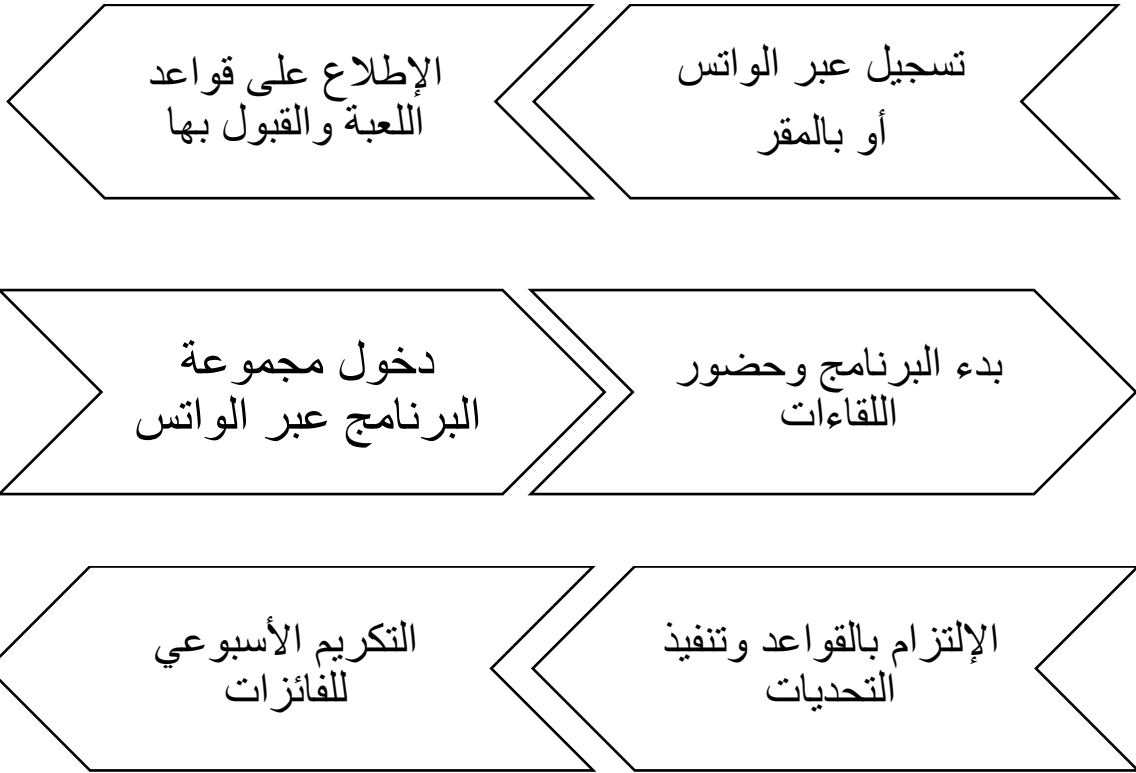 تسجيل عبر الواتس
أو بالمقر
الإطلاع على قواعد
اللعبة والقبول بها
دخول مجموعة
البرنامج عبر الواتس
بدء البرنامج وحضور
اللقاءات
الإلتزام بالقواعد وتنفيذ
التحديات
التكريم الأسبوعي
للفائزات